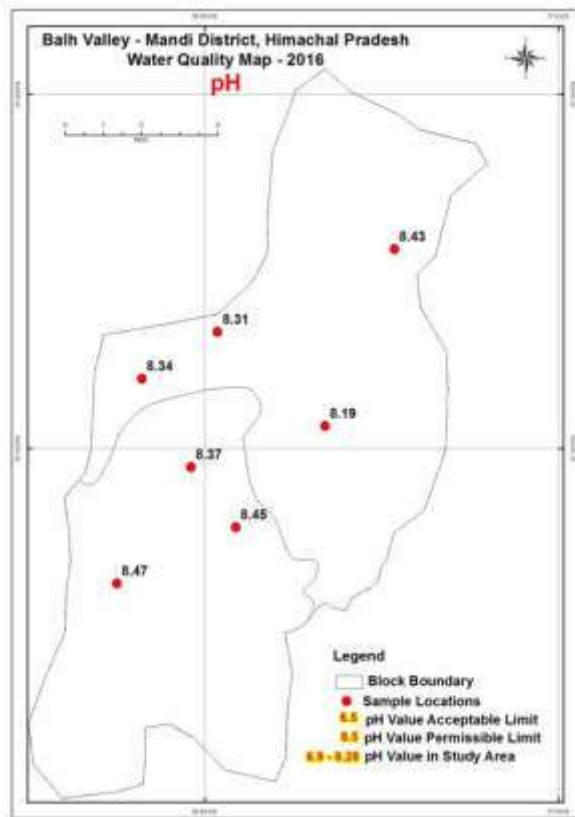 Balh Valley - Mandi District, Himachal Pradesh
Water Quality Map - 2016
pH
8.43
8.31
8.34
8.19
8.37
8.45
8.47
Legend
Block Boundary
Sample Locations
pH Value Acceptable Limit
8.5 pH Value Permissible Limit
pH Value in Study Area